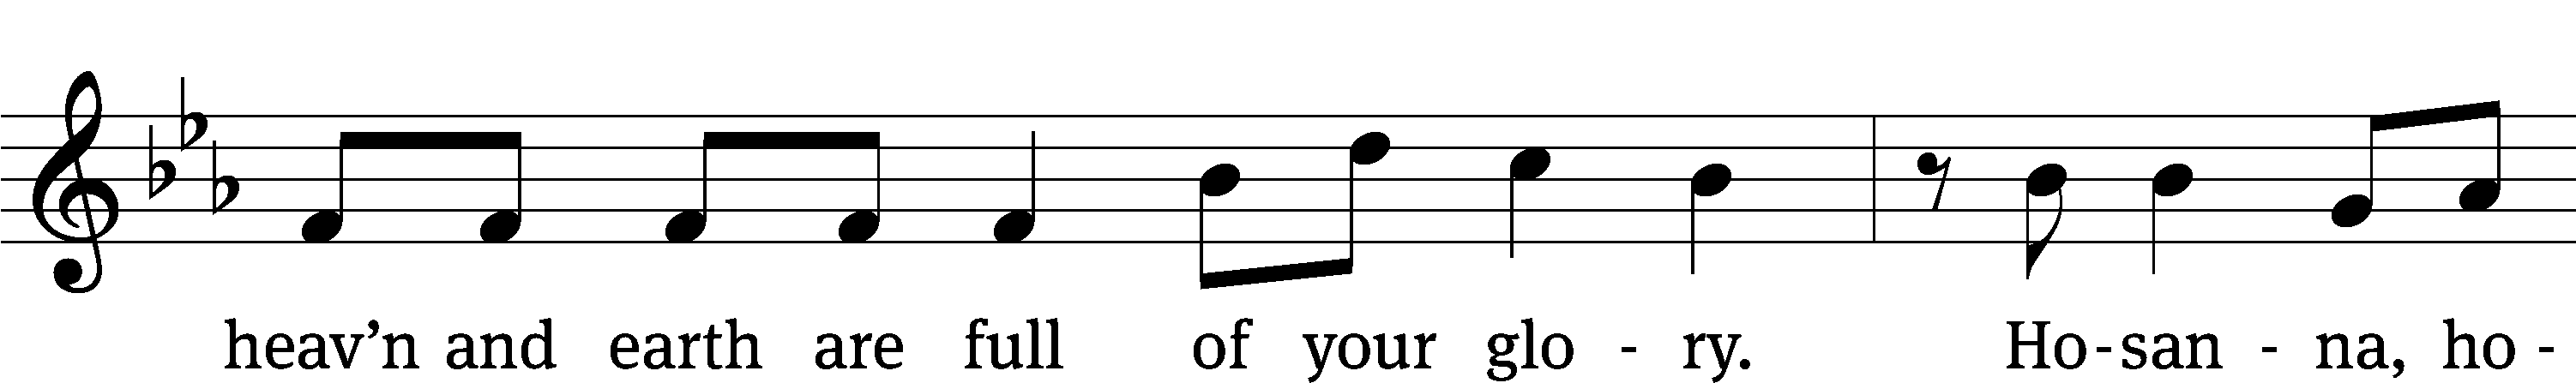 heav’n and earth are full of your glo - ry. Ho - san - na, ho -